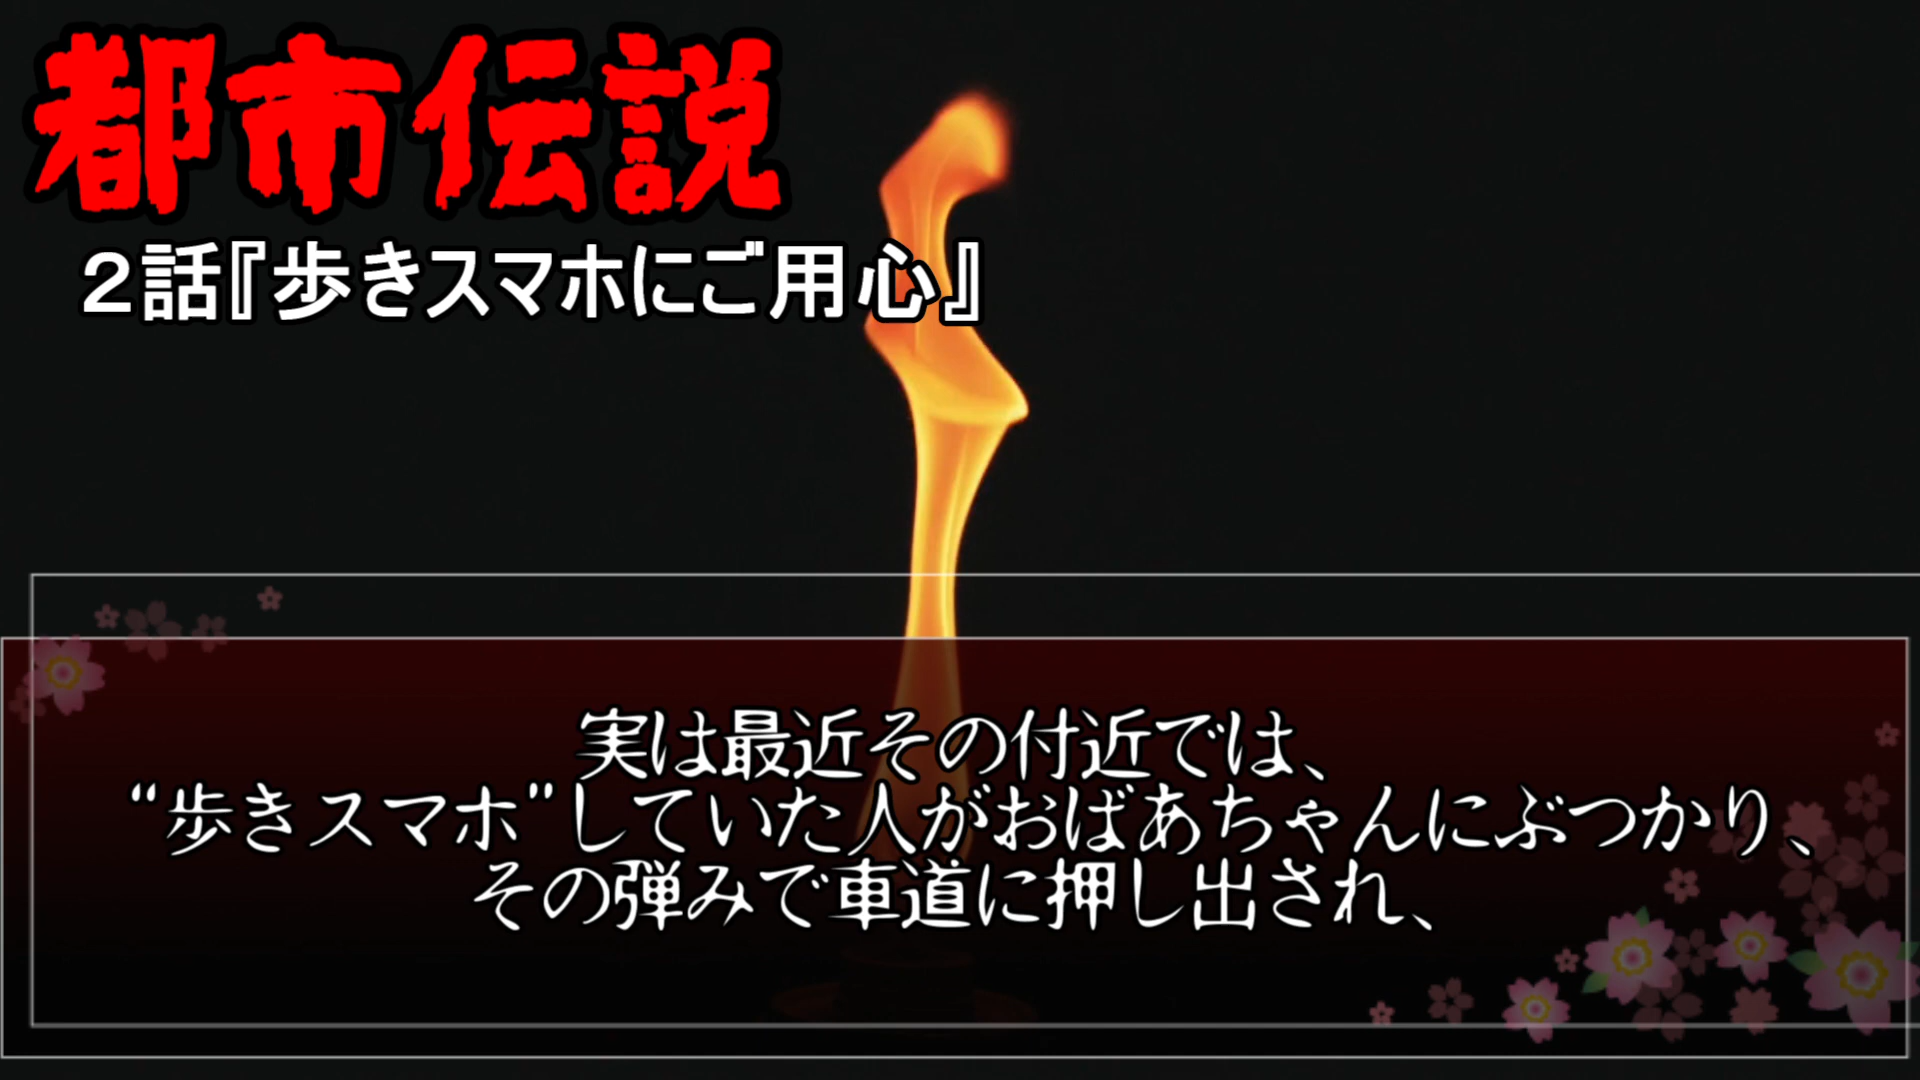 都市伝説
２話『歩きスマホにご用心』
実は最近その付近では、
“歩きスマホ”していた人がおばあちゃんにぶつかり、
その弾みで車道に押し出され、